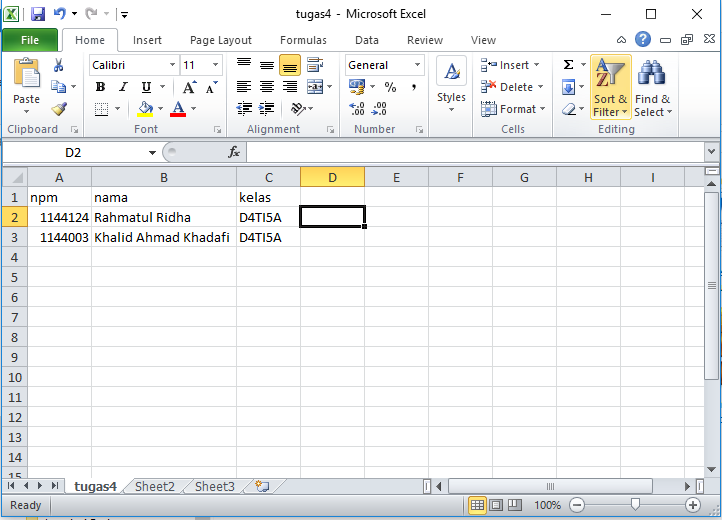 tugas4 - Microsoft Excel
File Home Insert Page Layout Formulas Data Review View
Calibri 11 General Insert Σ
Paste B I U A A $ % , Styles Delete Sort & Filter Find & Select
A Format
Clipboard Font Alignment Number Cells Editing
D2 fx
A B C D E F G H I
1 npm nama kelas
2 1144124 Rahmatul Ridha D4TI5A
3 1144003 Khalid Ahmad Khadafi D4TI5A
4
5
6
7
8
9
10
11
12
13
14
15
tugas4 Sheet2 Sheet3
Ready 100%